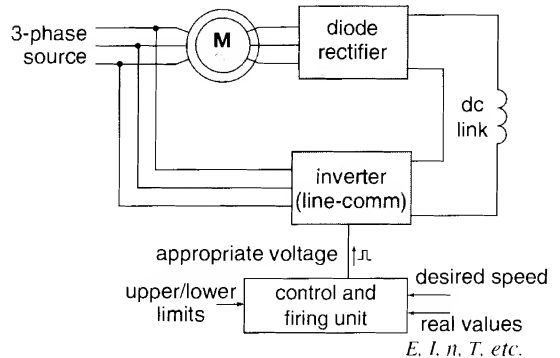 3-phase
source
M
diode
rectifier
dc
link
inverter
(line-comm)
appropriate voltage
upper/lower
limits
control and
firing unit
desired speed
real values
E, I, n, T, etc.